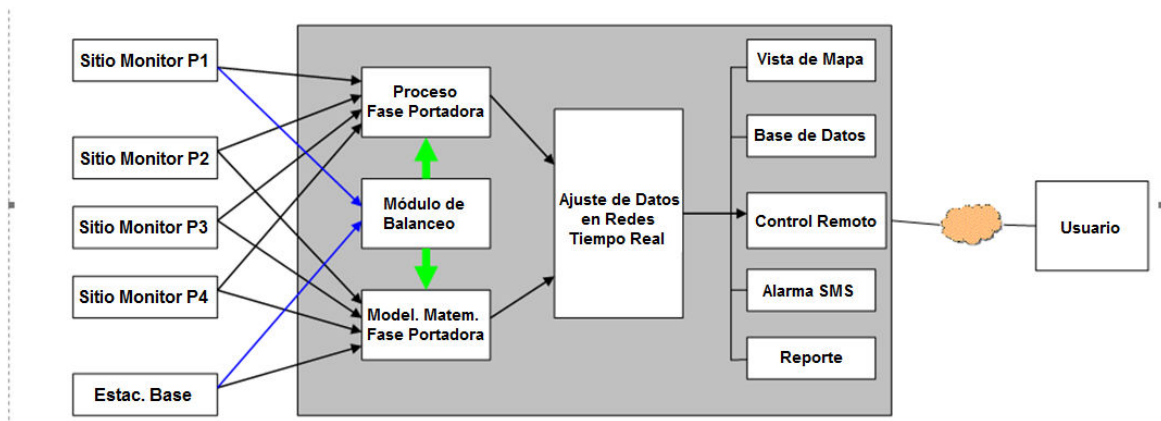 Sitio Monitor P1
Sitio Monitor P2
Sitio Monitor P3
Sitio Monitor P4
Estac. Base
Proceso
Fase Portadora
Módulo de
Balanceo
Model. Matem.
Fase Portadora
Ajuste de Datos
en Redes
Tiempo Real
Vista de Mapa
Base de Datos
Control Remoto
Alarma SMS
Reporte
Usuario